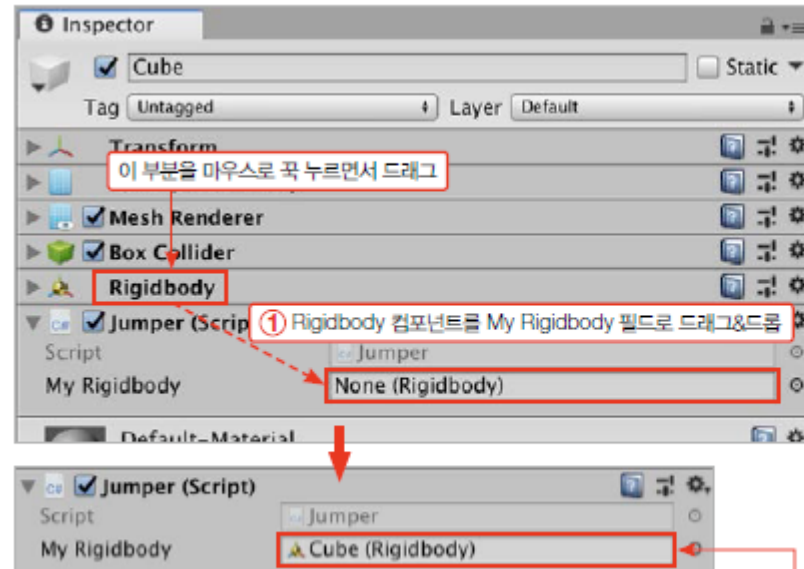 Inspector
Cube
Static
Tag Untagged Layer Default
Transform
이 부분을 마우스로 꾹 누르면서 드래그
Mesh Renderer
Box Collider
Rigidbody
Jumper (Scrip
① Rigidbody 컴포넌트를 My Rigidbody 필드로 드래그&드롭
Script Jumper
My Rigidbody None (Rigidbody)
Default-Material
Jumper (Script)
Script Jumper
My Rigidbody Cube (Rigidbody)